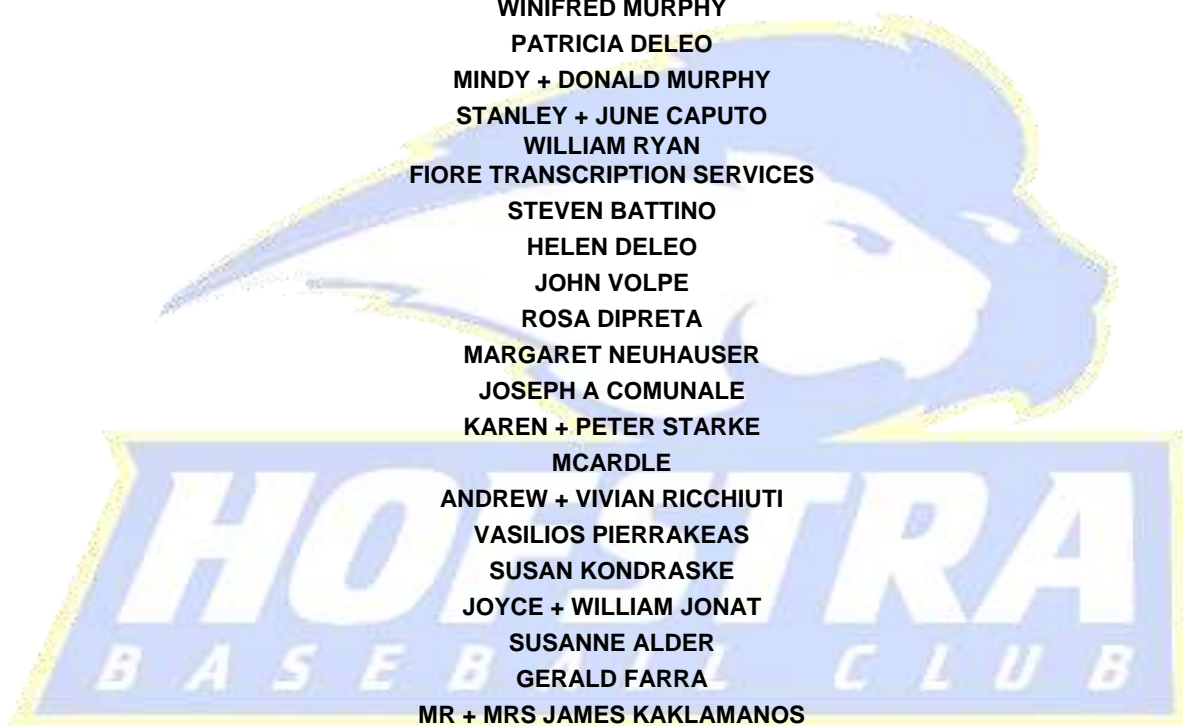 WINIFRED MURPHY
PATRICIA DELEO
MINDY + DONALD MURPHY
STANLEY + JUNE CAPUTO
WILLIAM RYAN
FIORE TRANSCRIPTION SERVICES
STEVEN BATTINO
HELEN DELEO
JOHN VOLPE
ROSA DIPRETA
MARGARET NEUHAUSER
JOSEPH A COMUNALE
KAREN + PETER STARKE
MCARDLE
ANDREW + VIVIAN RICCHIUTI
VASILIOS PIERRAKEAS
SUSAN KONDRASKE
JOYCE + WILLIAM JONAT
SUSANNE ALDER
GERALD FARRA
MR + MRS JAMES KAKLAMANOS
HOFSTRA
BASEBALL CLUB